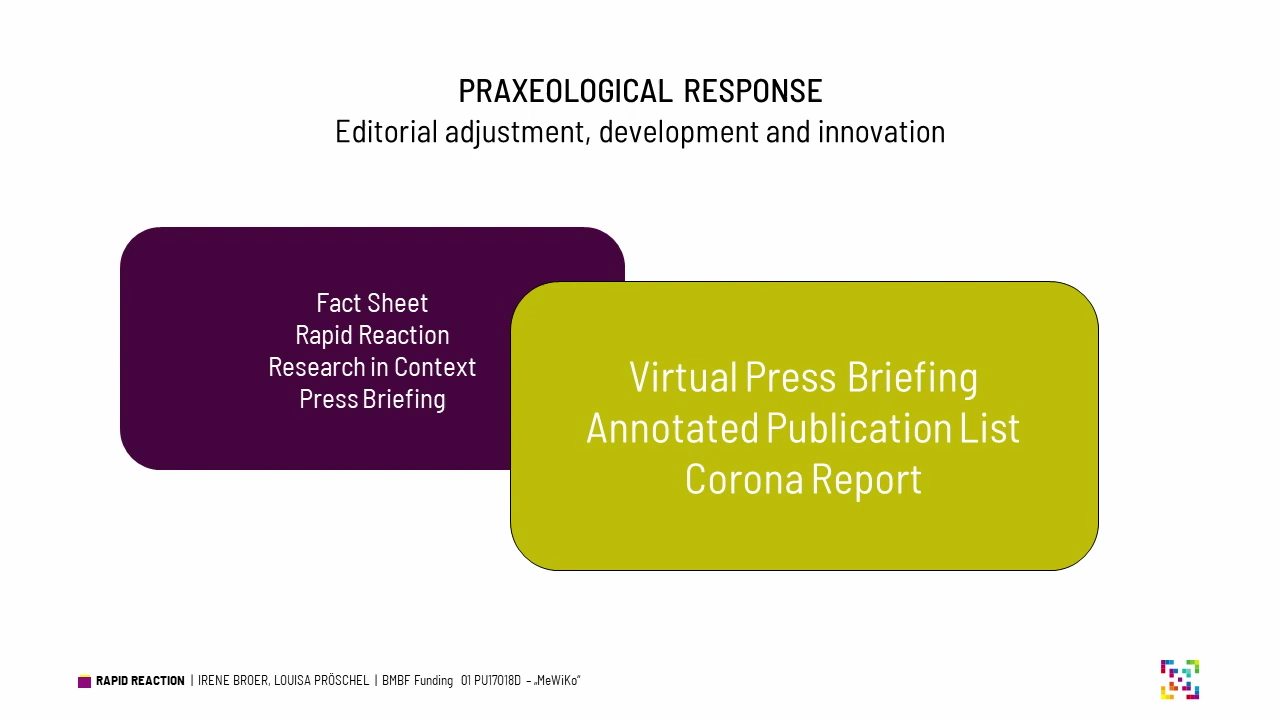 PRAXEOLOGICAL RESPONSE
Editorial adjustment, development and innovation
Fact Sheet
Rapid Reaction
Research in Context
Press Briefing
Virtual Press Briefing
Annotated Publication List
Corona Report
RAPID REACTION | IRENE BROER, LOUISA PRÖSCHEL | BMBF Funding 01 PU17018D – „MeWiKo“